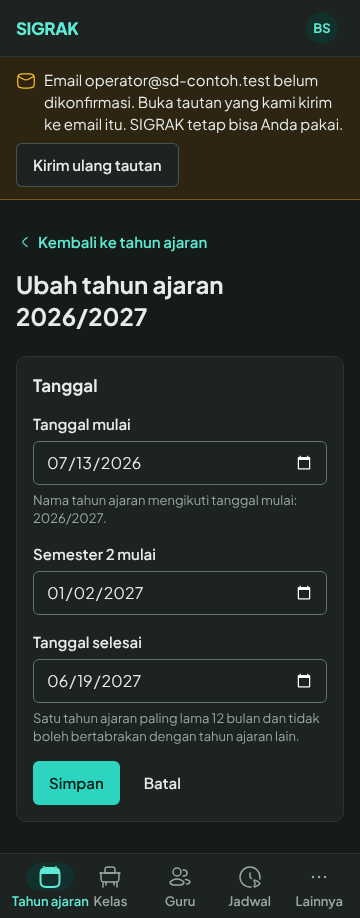 SIGRAK
BS
Email operator@sd-contoh.test belum
dikonfirmasi. Buka tautan yang kami kirim
ke email itu. SIGRAK tetap bisa Anda pakai.
Kirim ulang tautan
Kembali ke tahun ajaran
Ubah tahun ajaran
2026/2027
Tanggal
Tanggal mulai
07/13/2026
Nama tahun ajaran mengikuti tanggal mulai:
2026/2027.
Semester 2 mulai
01/02/2027
Tanggal selesai
06/19/2027
Satu tahun ajaran paling lama 12 bulan dan tidak
boleh bertabrakan dengan tahun ajaran lain.
Simpan
Batal
Tahun ajaran
Kelas
Guru
Jadwal
Lainnya